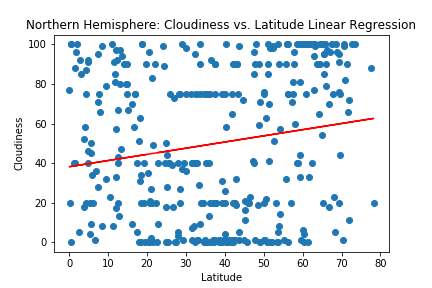 Northern Hemisphere: Cloudiness vs. Latitude Linear Regression
100
80
60
40
20
0
Cloudiness
0 10 20 30 40 50 60 70 80
Latitude